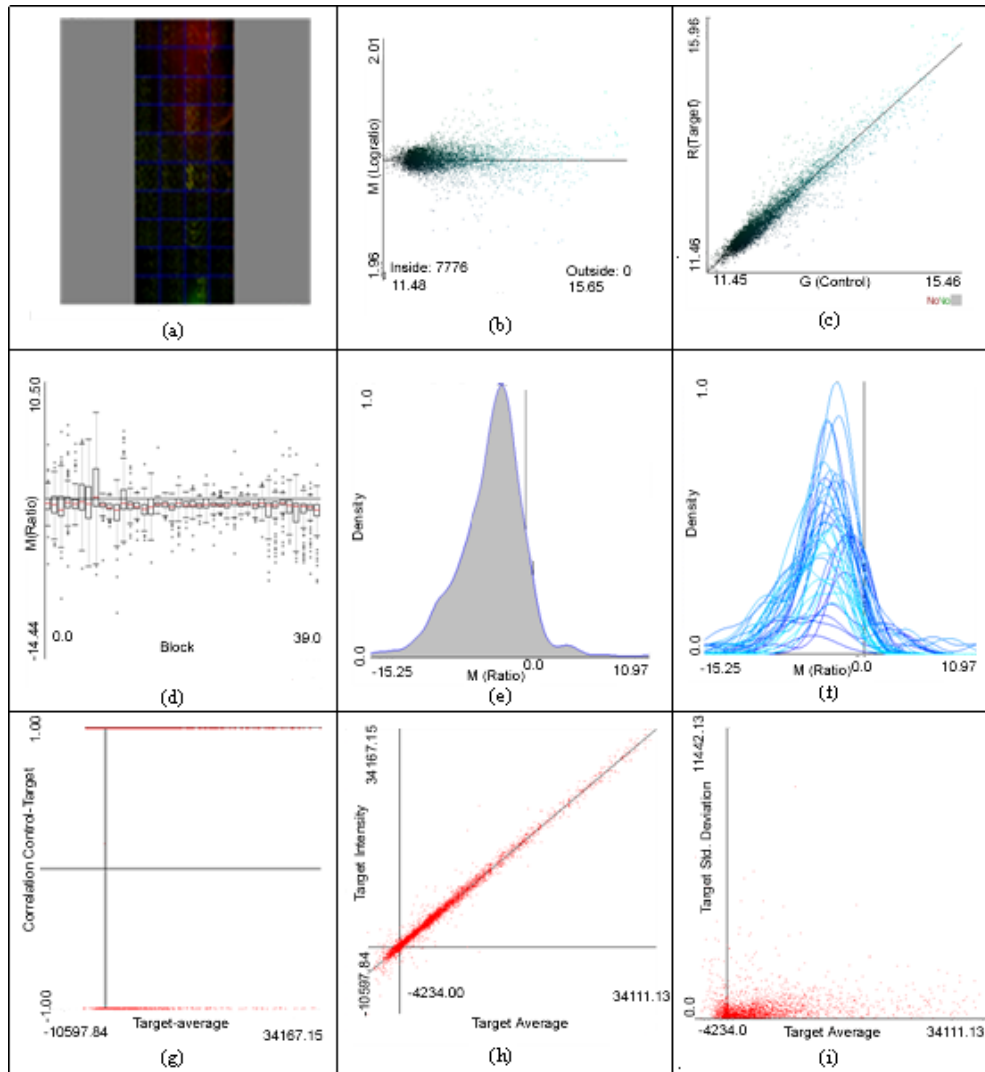 (a)
2.01
M (Logratio)
1.96
Inside: 7776
Outside: 0
11.48
15.65
(b)
15.96
R(Target)
11.46
11.45
G (Control)
15.46
NoNo
(c)
10.50
M(Ratio)
-14.44
0.0
39.0
Block
(d)
1.0
Density
0.0
-15.25
0.0
10.97
M (Ratio)
(e)
1.0
Density
0.0
-15.25
0.0
10.97
M (Ratio)
(f)
1.00
Correlation Control-Target
-1.00
-10597.84
Target-average
34167.15
(g)
34167.15
Target Intensity
-10597.84
-4234.00
34111.13
Target Average
(h)
11442.13
Target Std. Deviation
0.0
-4234.0
Target Average
34111.13
(i)